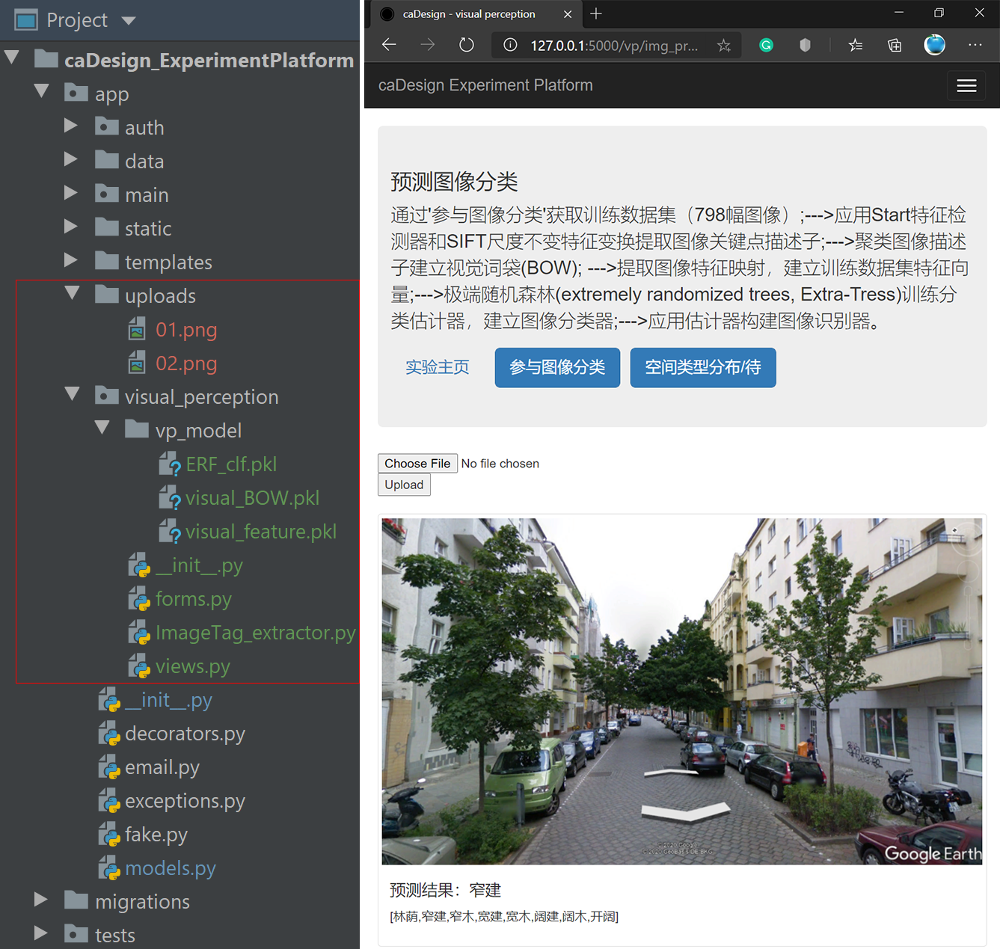 Project
caDesign_ExperimentPlatform
app
auth
data
main
static
templates
uploads
01.png
02.png
visual_perception
vp_model
ERF_clf.pkl
visual_BOW.pkl
visual_feature.pkl
__init__.py
forms.py
ImageTag_extractor.py
views.py
__init__.py
decorators.py
email.py
exceptions.py
fake.py
models.py
migrations
tests
caDesign - visual perception
127.0.0.1:5000/vp/img_pr...
caDesign Experiment Platform
预测图像分类
通过'参与图像分类'获取训练数据集（798幅图像）;--->应用Start特征检
测器和SIFT尺度不变特征变换提取图像关键点描述子;--->聚类图像描述
子建立视觉词袋(BOW); --->提取图像特征映射，建立训练数据集特征向
量;--->极端随机森林(extremely randomized trees, Extra-Tress)训练分
类估计器，建立图像分类器;--->应用估计器构建图像识别器。
实验主页 参与图像分类 空间类型分布/待
Choose File No file chosen
Upload
Google Earth
预测结果：窄建
[林荫,窄建,窄木,宽建,宽木,阔建,阔木,开阔]